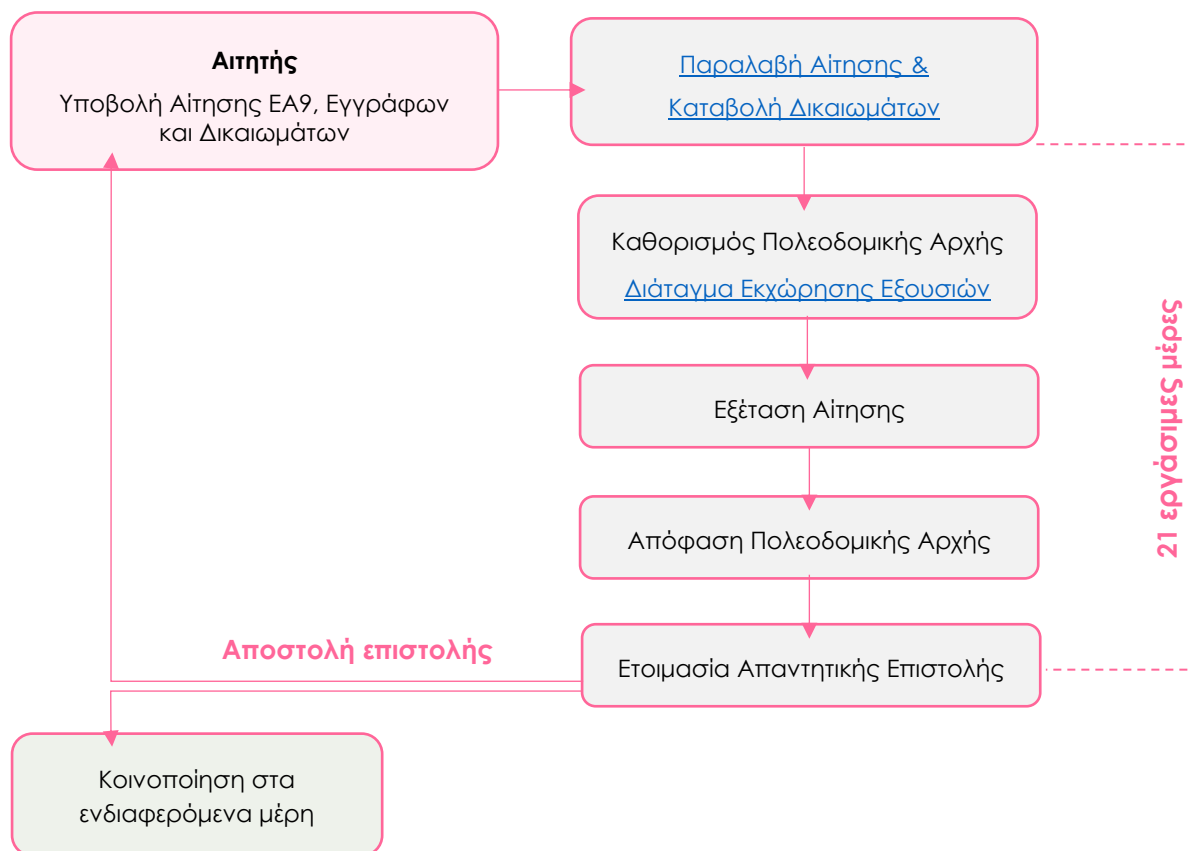 Αιτητής
Υποβολή Αίτησης ΕΑ9, Εγγράφων
και Δικαιωμάτων
Παραλαβή Αίτησης &
Καταβολή Δικαιωμάτων
Καθορισμός Πολεοδομικής Αρχής
Διάταγμα Εκχώρησης Εξουσιών
Εξέταση Αίτησης
Απόφαση Πολεοδομικής Αρχής
Ετοιμασία Απαντητικής Επιστολής
21 εργάσιμες μέρες
Αποστολή επιστολής
Κοινοποίηση στα
ενδιαφερόμενα μέρη